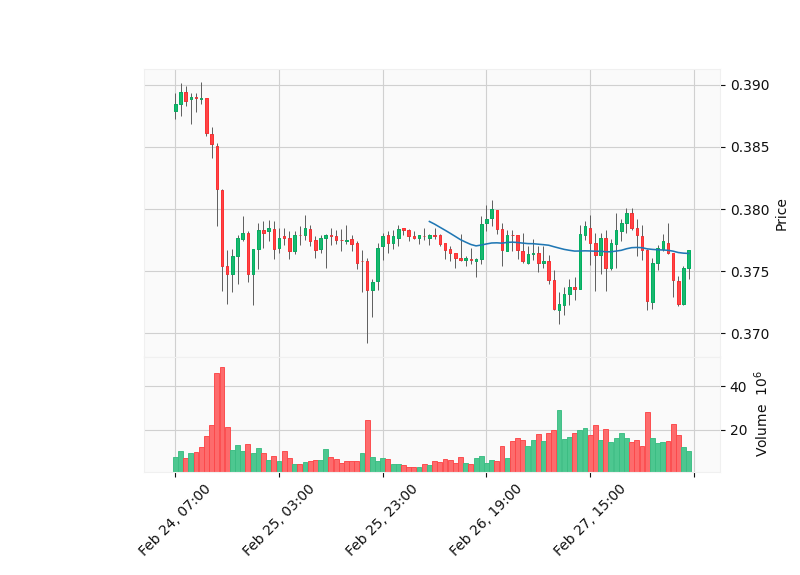 0.390
0.385
0.380
0.375
0.370
Price
40
20
Volume 10^6
Feb 24, 07:00
Feb 25, 03:00
Feb 25, 23:00
Feb 26, 19:00
Feb 27, 15:00